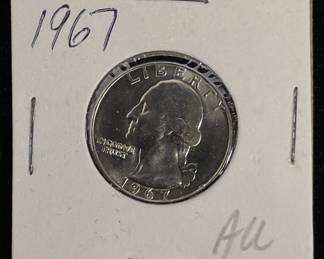 1967
LIBERTY
IN GOD WE
TRUST
1967
AU